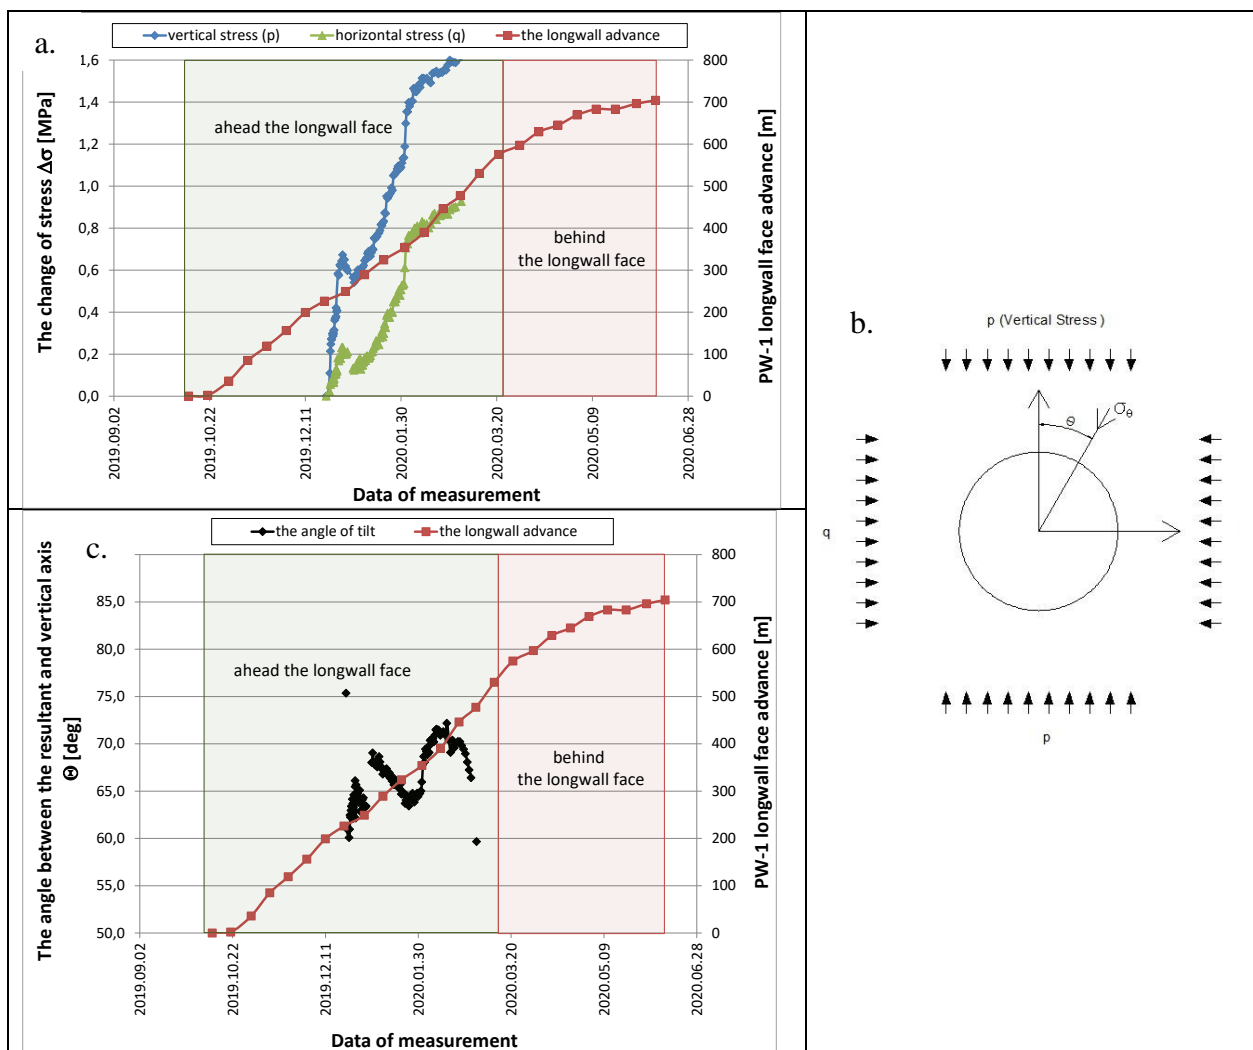 a.
vertical stress (p) horizontal stress (q) the longwall advance
The change of stress Δσ [MPa]
1,6
1,4
1,2
1,0
0,8
0,6
0,4
0,2
0,0
ahead the longwall face
behind
the longwall face
800
700
600
500
400
300
200
100
0
PW-1 longwall face advance [m]
2019.09.02
2019.10.22
2019.12.11
2020.01.30
2020.03.20
2020.05.09
2020.06.28
Data of measurement
b.
p (Vertical Stress )
Θ
σθ
q
p
c.
the angle of tilt the longwall advance
The angle between the resultant and vertical axis
Θ [deg]
85,0
80,0
75,0
70,0
65,0
60,0
55,0
50,0
ahead the longwall face
behind
the longwall face
800
700
600
500
400
300
200
100
0
PW-1 longwall face advance [m]
2019.09.02
2019.10.22
2019.12.11
2020.01.30
2020.03.20
2020.05.09
2020.06.28
Data of measurement